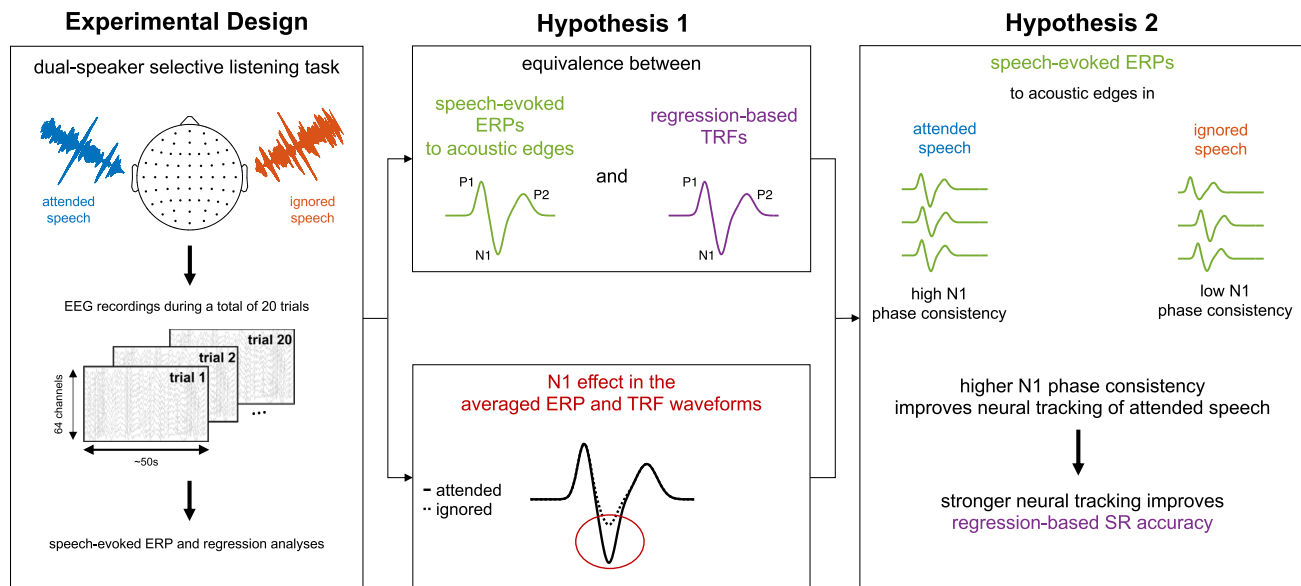 Experimental Design
dual-speaker selective listening task
attended
speech
ignored
speech
EEG recordings during a total of 20 trials
trial 20
trial 2
trial 1
...
64 channels
~50s
speech-evoked ERP and regression analyses
Hypothesis 1
equivalence between
speech-evoked
ERPs
to acoustic edges
and
regression-based
TRFs
P1
P2
N1
P1
P2
N1
N1 effect in the
averaged ERP and TRF waveforms
attended
ignored
Hypothesis 2
speech-evoked ERPs
to acoustic edges in
attended
speech
ignored
speech
high N1
phase consistency
low N1
phase consistency
higher N1 phase consistency
improves neural tracking of attended speech
stronger neural tracking improves
regression-based SR accuracy